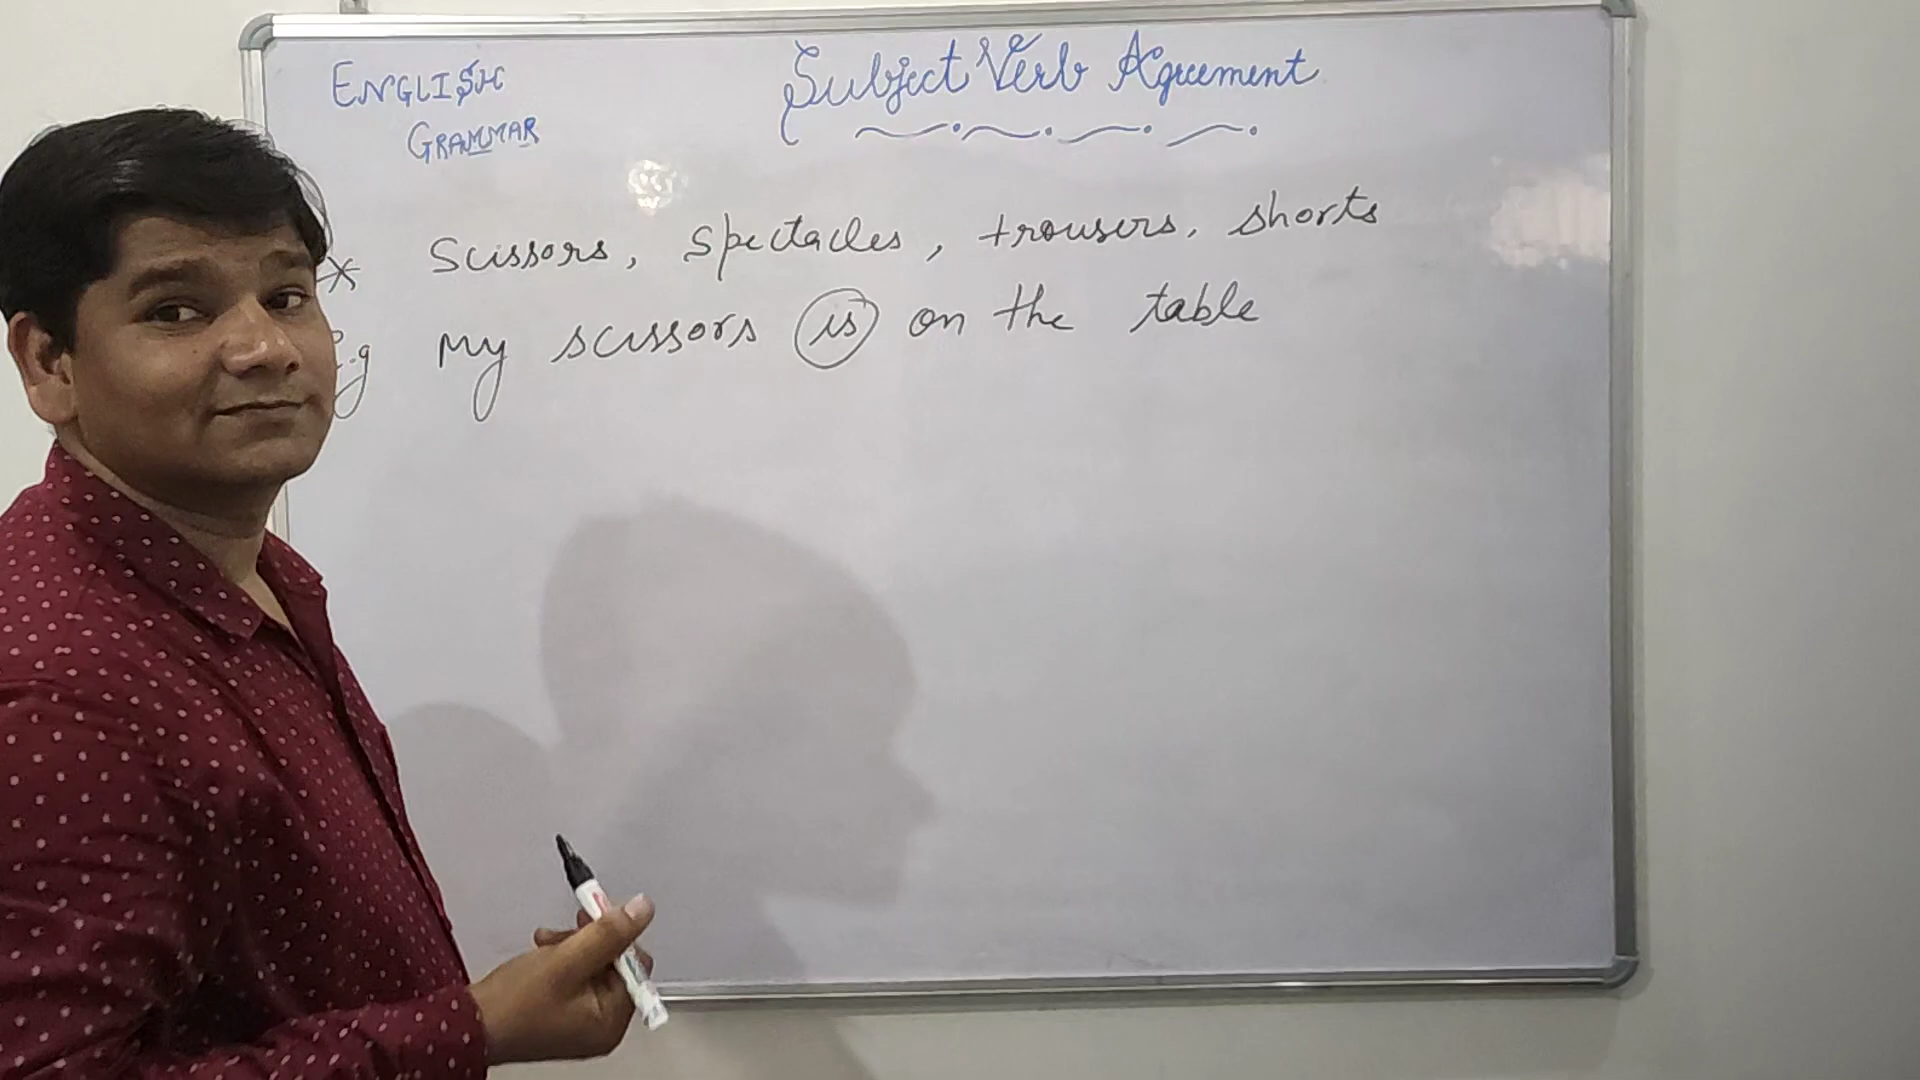 ENGLISH
GRAMMAR
Subject Verb Agreement
* Scissors, spectacles, trousers, shorts
E.g My scissors is on the table